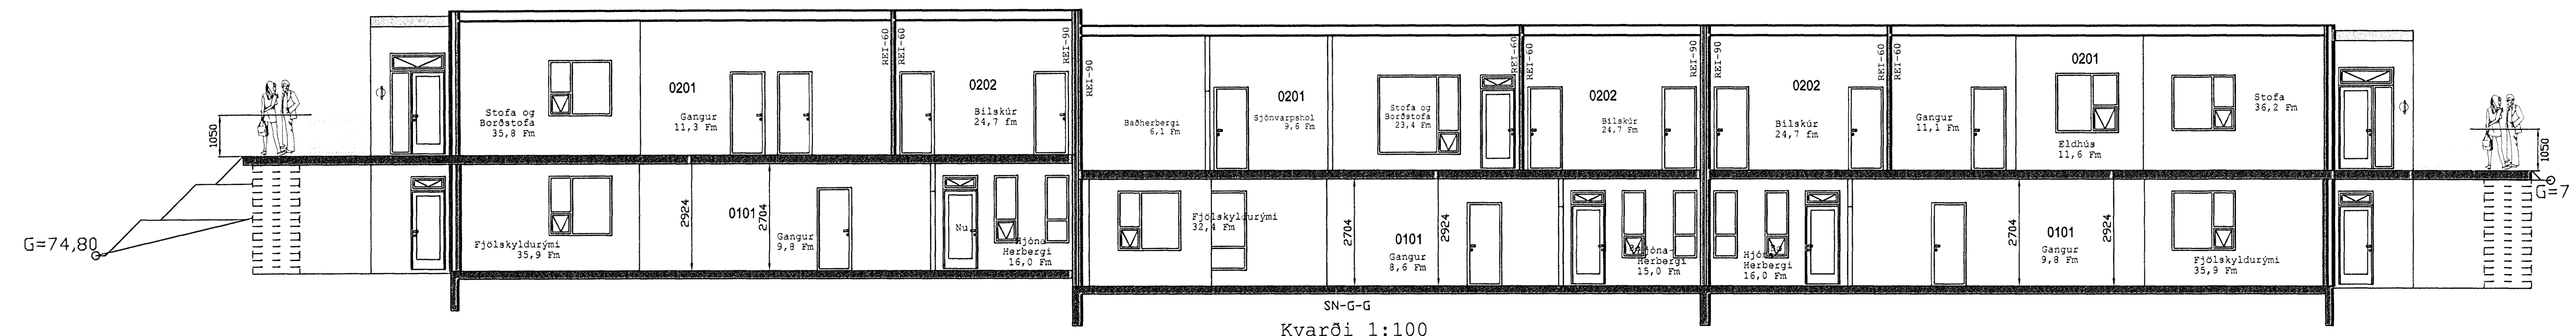 REI-60
REI-60
REI-90
REI-90
REI-60
REI-60
REI-90
REI-90
REI-60
REI-60
0201
Stofa og
Borðstofa
35,8 Fm
Gangur
11,3 Fm
0202
Bílskúr
24,7 fm
Baðherbergi
6,1 Fm
0201
Sjónvarpshol
9,6 Fm
Stofa og
Borðstofa
23,4 Fm
0202
Bílskúr
24,7 Fm
0202
Bílskúr
24,7 Fm
Gangur
11,1 Fm
0201
Eldhús
11,6 Fm
Stofa
36,2 Fm
1050
1050
G=74,80
G=7
Fjölskyldurými
35,9 Fm
2924
0101
2704
Gangur
9,8 Fm
Nu.
Hjóna
Herbergi
16,0 Fm
Fjölskyldurými
32,4 Fm
2704
0101
Gangur
8,6 Fm
2924
Hjóna-
Herbergi
15,0 Fm
Hjóna
Herbergi
16,0 Fm
2704
0101
Gangur
9,8 Fm
2924
Fjölskyldurými
35,9 Fm
SN-G-G
Kvarði 1:100